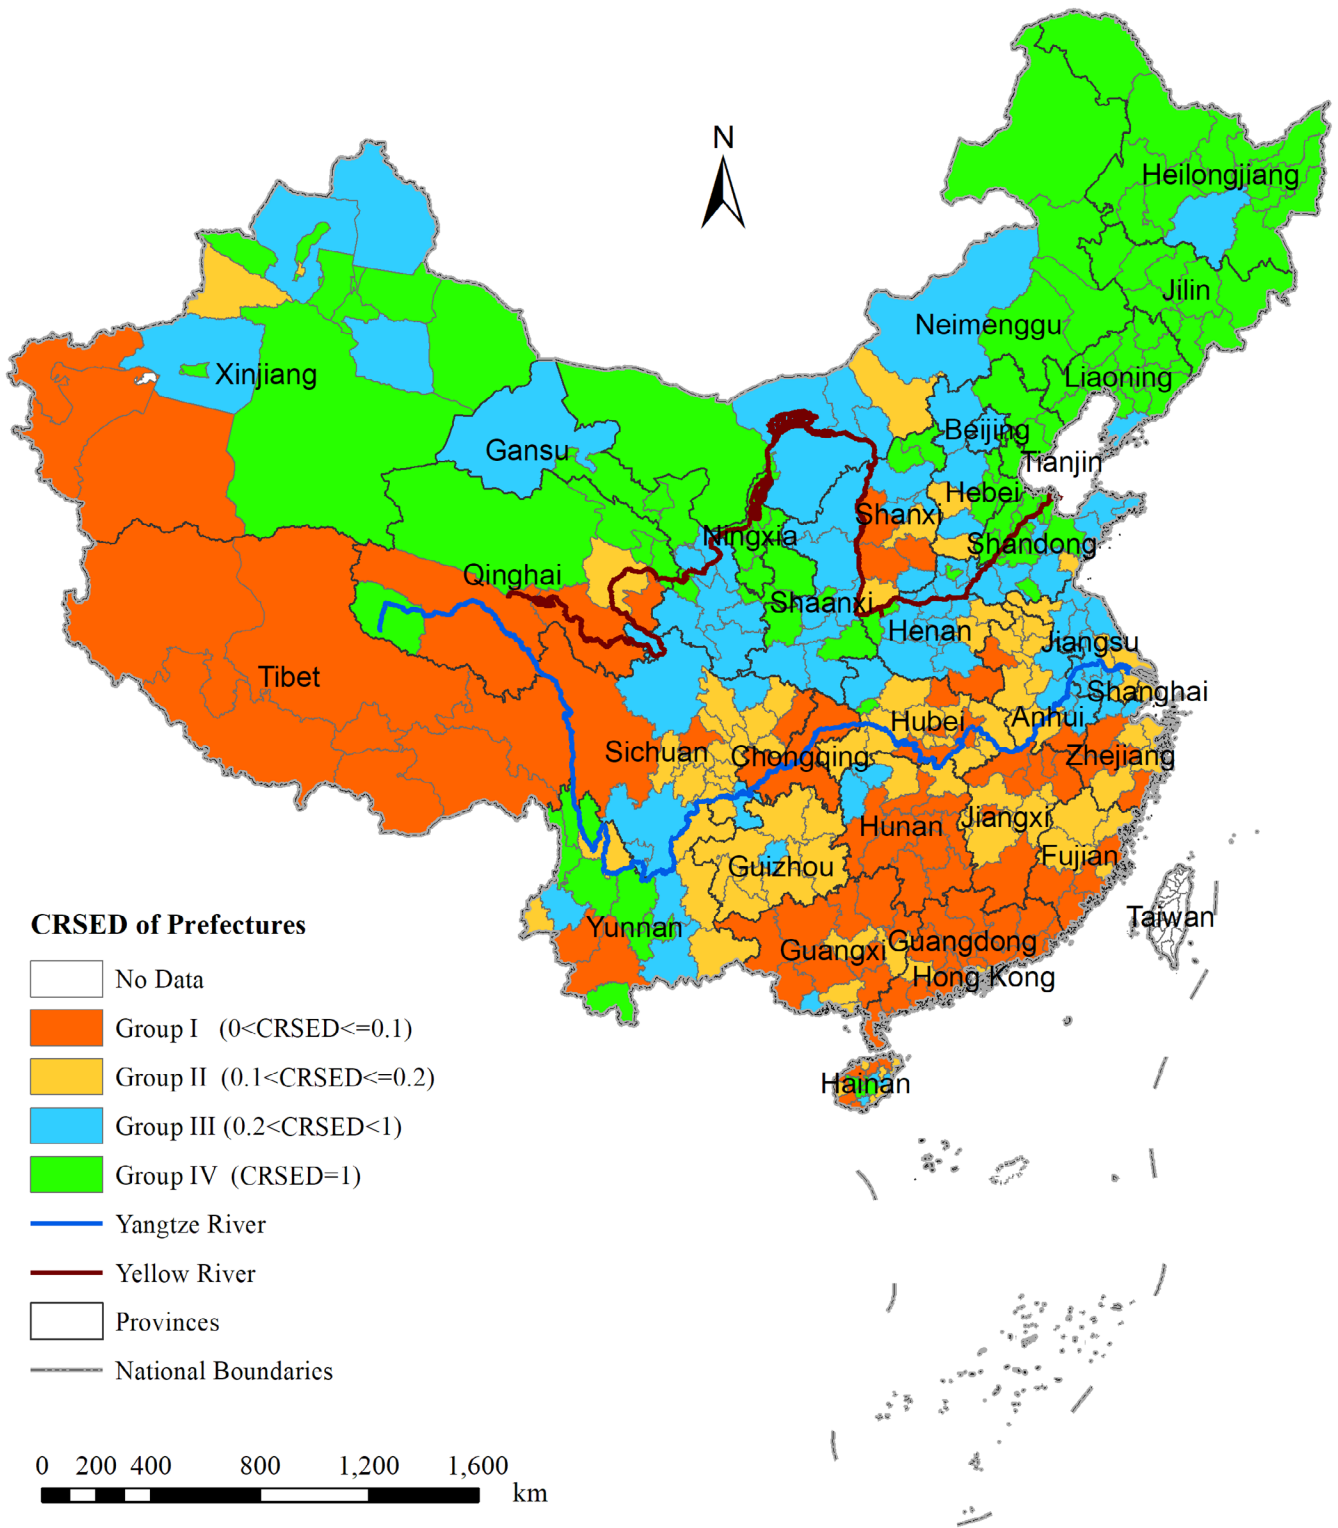 N
Heilongjiang
Jilin
Neimenggu
Xinjiang
Liaoning
Beijing
Gansu
Tianjin
Hebei
Shanxi
Ningxia
Shandong
Qinghai
Shaanxi
Henan
Jiangsu
Tibet
Shanghai
Hubei
Anhui
Sichuan
Chongqing
Zhejiang
Hunan
Jiangxi
Guizhou
Fujian
Taiwan
Yunnan
Guangxi
Guangdong
Hong Kong
Hainan
CRSED of Prefectures
No Data
Group I (0<CRSED<=0.1)
Group II (0.1<CRSED<=0.2)
Group III (0.2<CRSED<1)
Group IV (CRSED=1)
Yangtze River
Yellow River
Provinces
National Boundarics
0 200 400 800 1,200 1,600
km